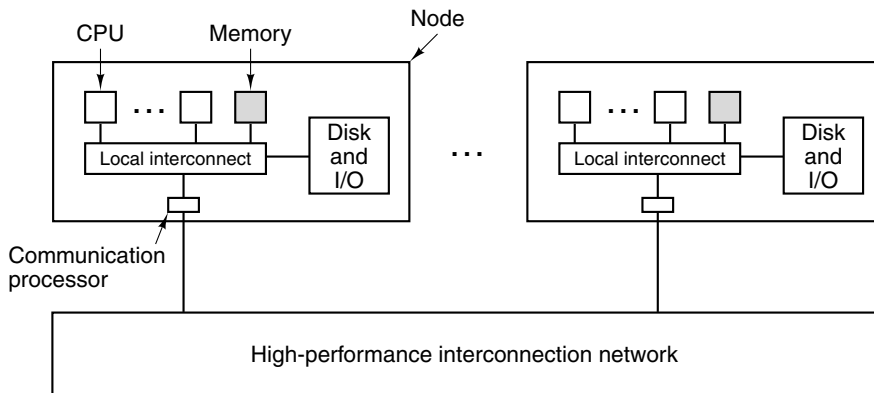 Node
CPU
Memory
...
...
Local interconnect
Disk
and
I/O
...
Local interconnect
Disk
and
I/O
Communication
processor
High-performance interconnection network